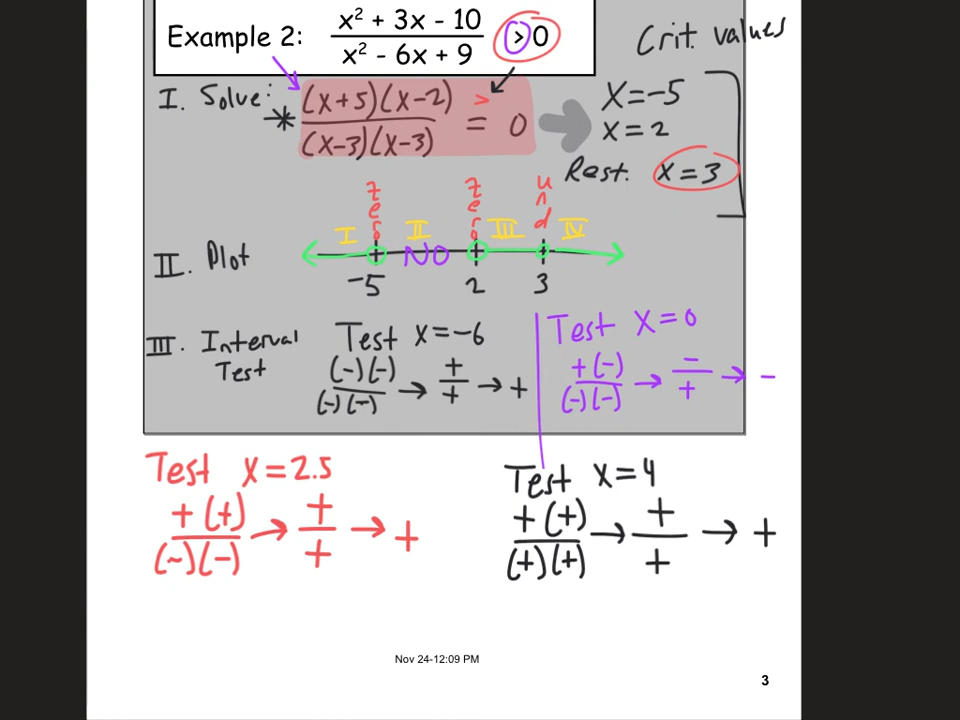 Example 2: x² + 3x - 10 / x² - 6x + 9 > 0
Crit. values
I. Solve: * (x+5)(x-2) / (x-3)(x-3) = > 0
x=-5
x=2
Rest. x=3
zero zero und
I II III IV
NO
II. Plot
-5 2 3
III. Interval Test
Test x=-6
(-)(-) / (-)(-) → + / + → +
Test x=0
+(-) / (-)(-) → - / + → -
Test x=2.5
+(+) / (-)(-) → + / + → +
Test x=4
+(+) / (+)(+) → + / + → +
Nov 24-12:09 PM
3